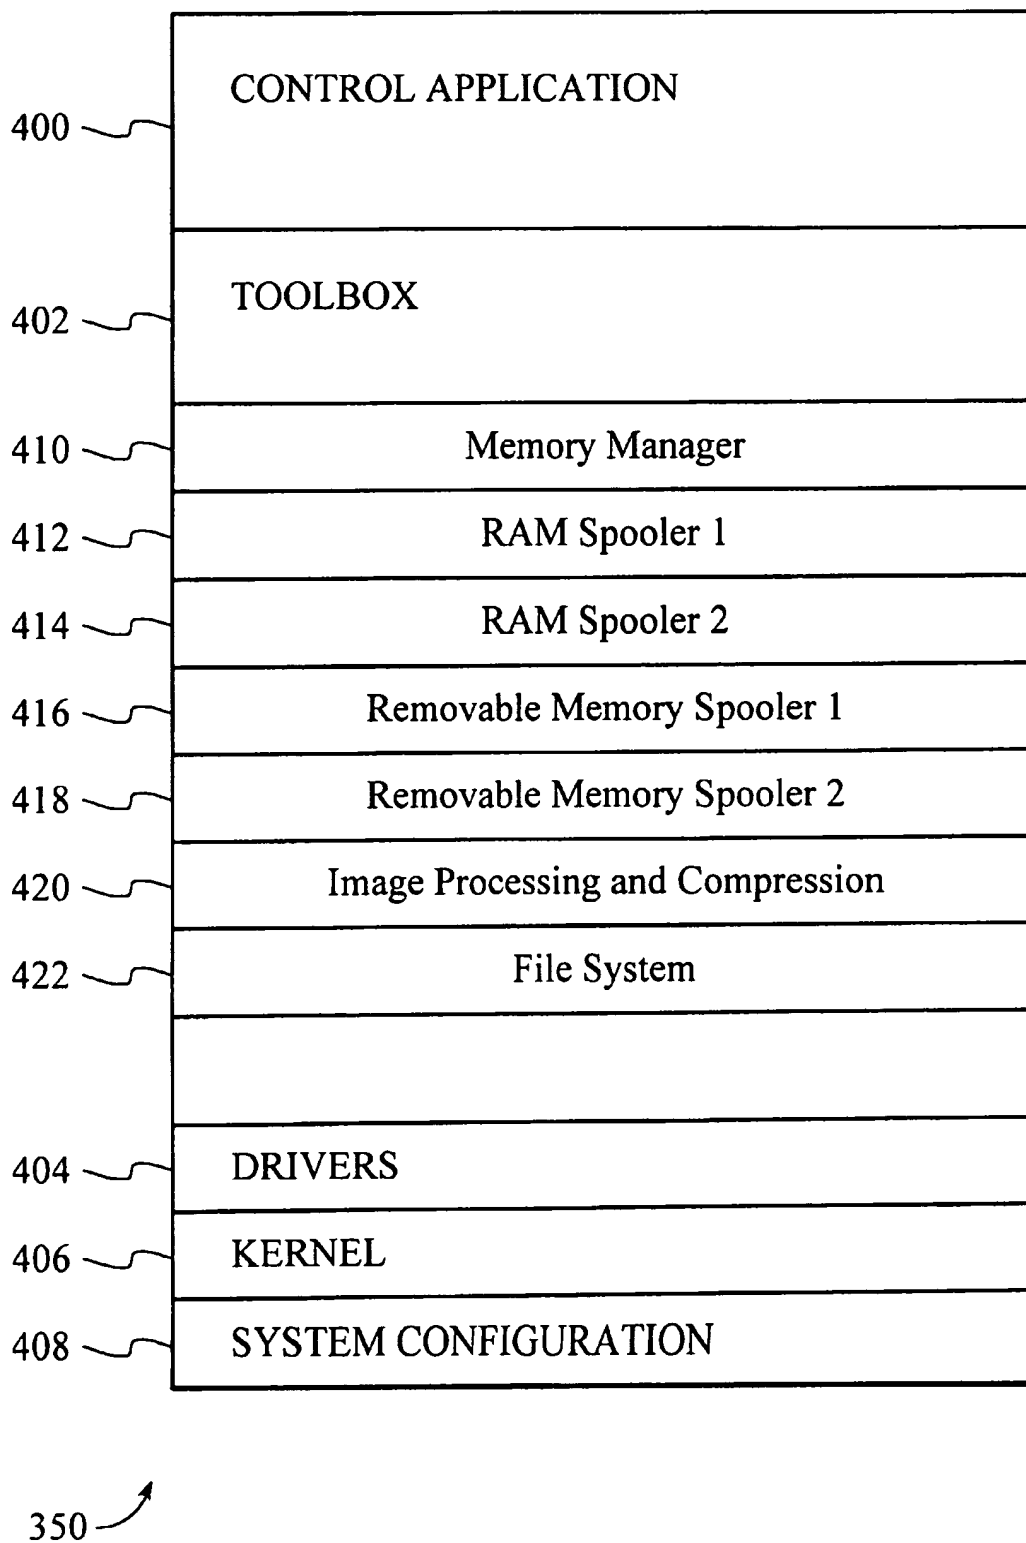 CONTROL APPLICATION
400
TOOLBOX
402
410 Memory Manager
412 RAM Spooler 1
414 RAM Spooler 2
416 Removable Memory Spooler 1
418 Removable Memory Spooler 2
420 Image Processing and Compression
422 File System
404 DRIVERS
406 KERNEL
408 SYSTEM CONFIGURATION
350